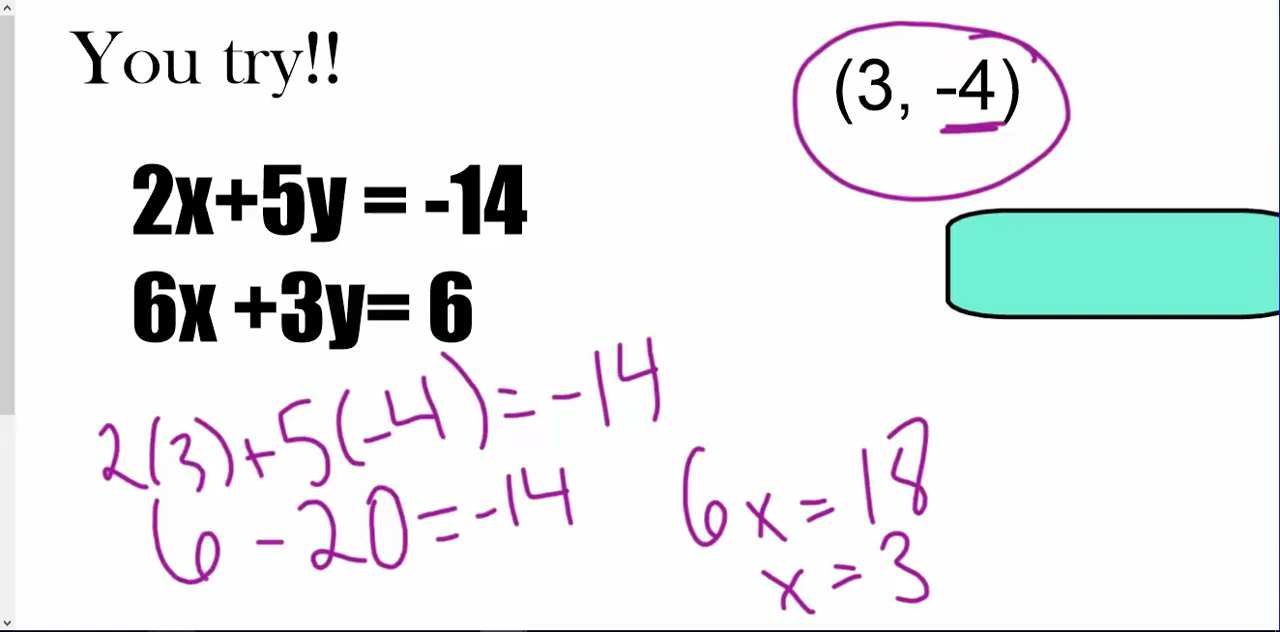 You try!!
(3, -4)
2x+5y = -14
6x +3y= 6
2(3)+5(-4)=-14
6-20=-14
6x=18
x=3